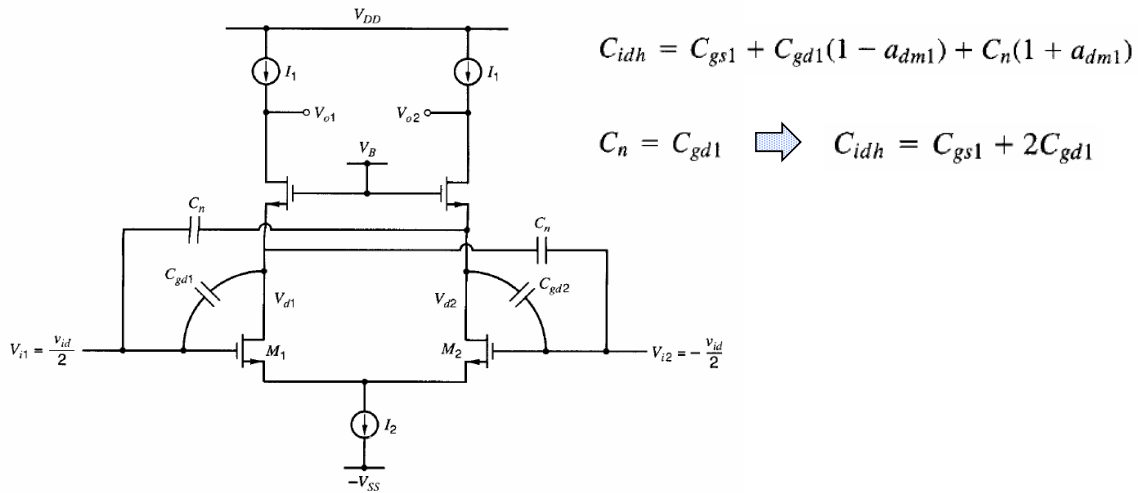 V_DD
C_idh = C_gs1 + C_gd1(1 − a_dm1) + C_n(1 + a_dm1)
I_1
I_1
V_o1
V_o2
C_n = C_gd1
C_idh = C_gs1 + 2C_gd1
V_B
C_n
C_n
C_gd1
C_gd2
V_d1
V_d2
V_i1 = v_id/2
M_1
M_2
V_i2 = − v_id/2
I_2
−V_SS